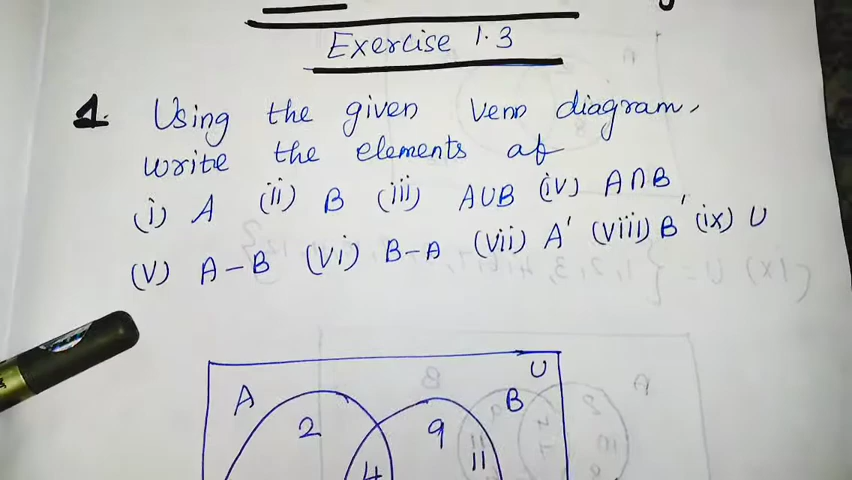 Exercise 1.3
1. Using the given Venn diagram,
write the elements of
(i) A (ii) B (iii) A∪B (iv) A∩B
(v) A-B (vi) B-A (vii) A' (viii) B' (ix) U
U
A B
2 9
4 11